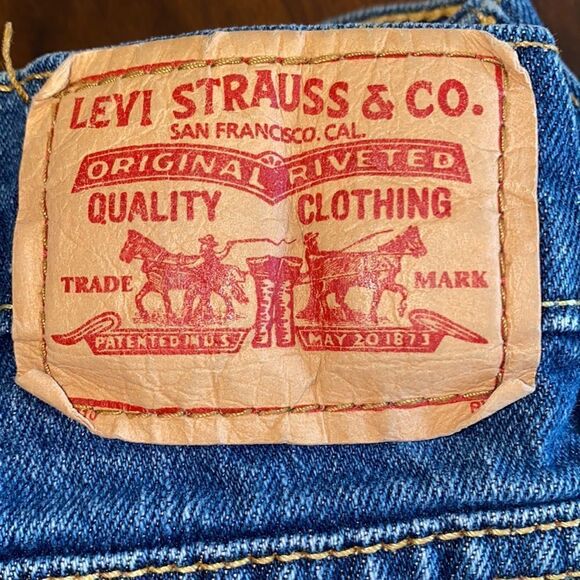 LEVI STRAUSS & CO.
SAN FRANCISCO. CAL.
ORIGINAL RIVETED
QUALITY CLOTHING
TRADE MARK
PATENTED IN U.S. MAY 20 1873